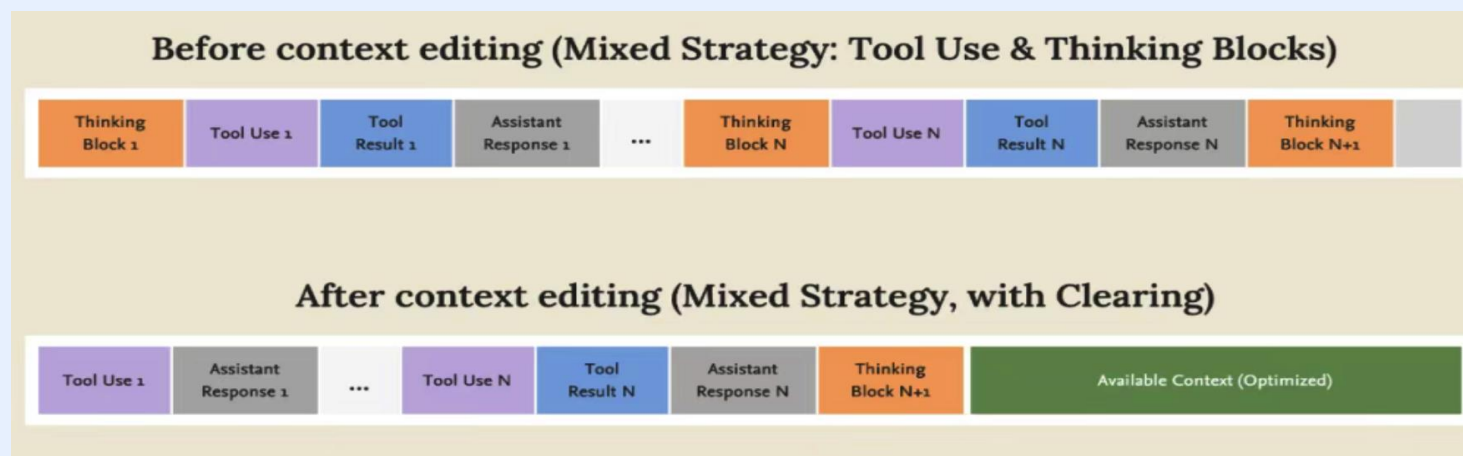 Before context editing (Mixed Strategy: Tool Use & Thinking Blocks)
Thinking
Block 1
Tool Use 1
Tool
Result 1
Assistant
Response 1
...
Thinking
Block N
Tool Use N
Tool
Result N
Assistant
Response N
Thinking
Block N+1
After context editing (Mixed Strategy, with Clearing)
Tool Use 1
Assistant
Response 1
...
Tool Use N
Tool
Result N
Assistant
Response N
Thinking
Block N+1
Available Context (Optimized)